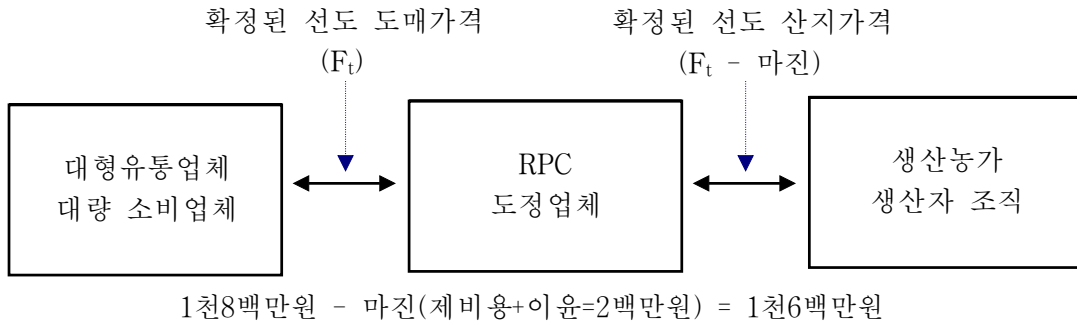 확정된 선도 도매가격
(Ft)
확정된 선도 산지가격
(Ft - 마진)
대형유통업체
대량 소비업체
RPC
도정업체
생산농가
생산자 조직
1천8백만원 - 마진(제비용+이윤=2백만원) = 1천6백만원